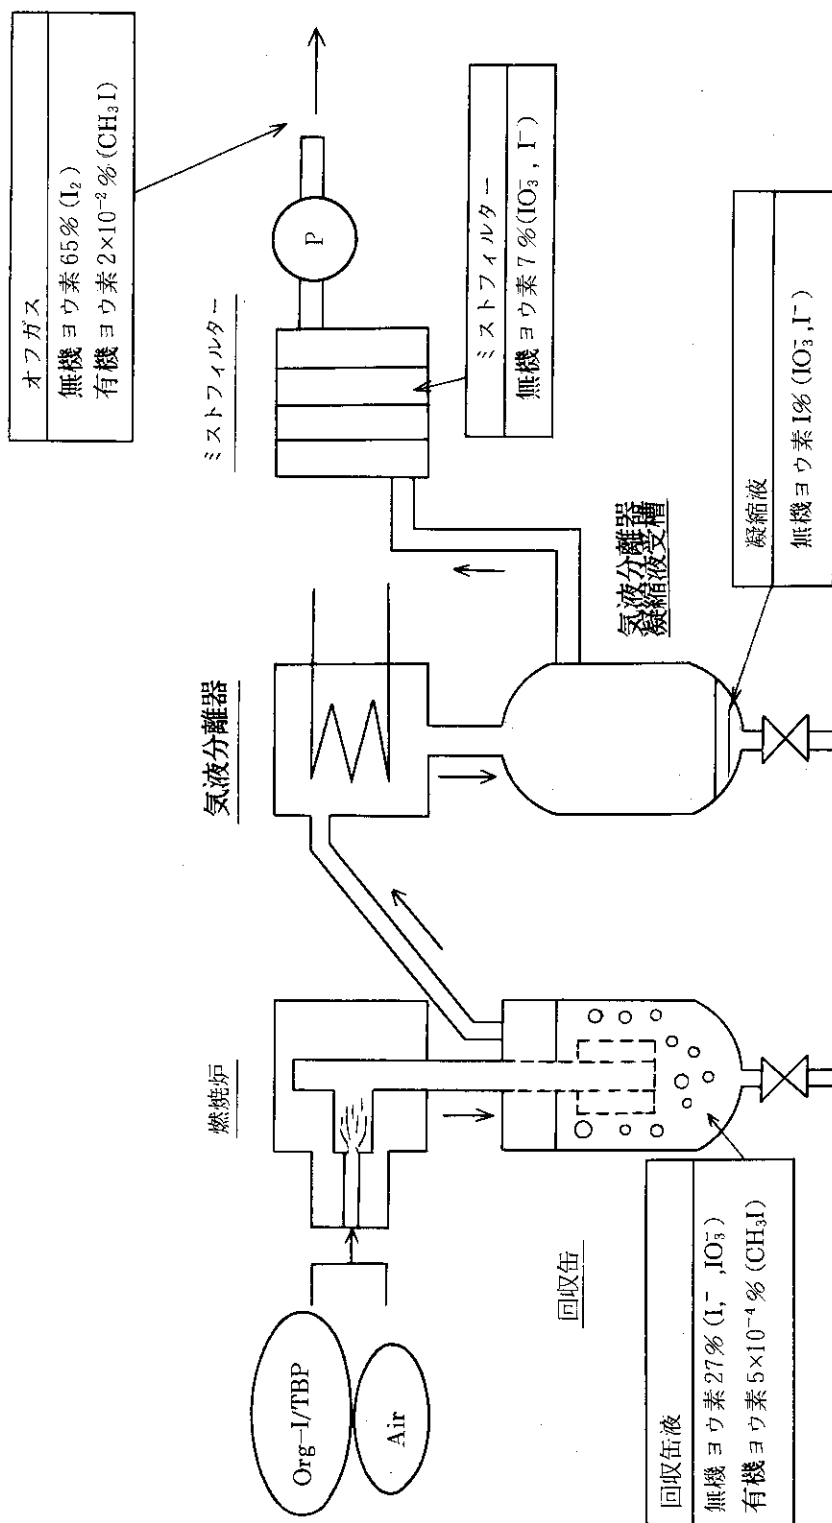 オフガス
無機ヨウ素65%(I₂)
有機ヨウ素2×10⁻²%(CH₃I)
P
ミストフィルター
ミストフィルター
無機ヨウ素7%(IO₃⁻, I⁻)
気液分離器
気液分離器
凝縮液受槽
凝縮液
無機ヨウ素1%(IO₃⁻,I⁻)
燃焼炉
Org-I/TBP
Air
回収缶
回収缶液
無機ヨウ素27%(I,⁻,IO₃⁻)
有機ヨウ素5×10⁻⁴%(CH₃I)